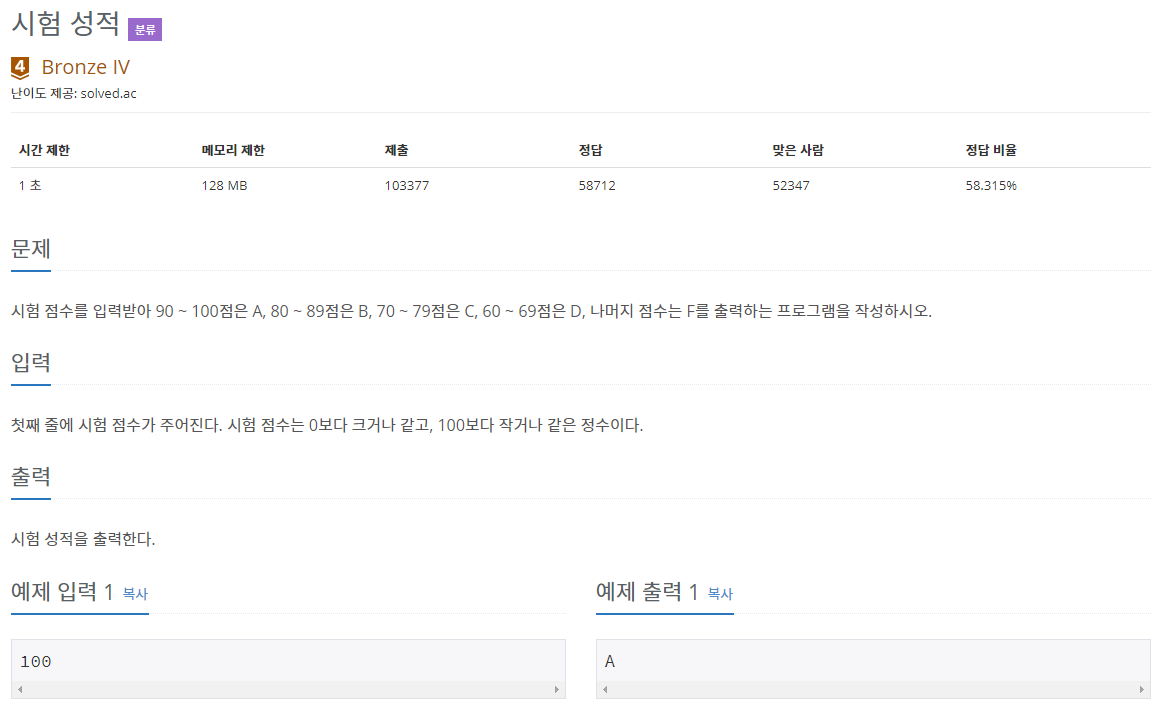 시험 성적 분류
4 Bronze IV
난이도 제공: solved.ac
시간 제한 메모리 제한 제출 정답 맞은 사람 정답 비율
1 초 128 MB 103377 58712 52347 58.315%
문제
시험 점수를 입력받아 90 ~ 100점은 A, 80 ~ 89점은 B, 70 ~ 79점은 C, 60 ~ 69점은 D, 나머지 점수는 F를 출력하는 프로그램을 작성하시오.
입력
첫째 줄에 시험 점수가 주어진다. 시험 점수는 0보다 크거나 같고, 100보다 작거나 같은 정수이다.
출력
시험 성적을 출력한다.
예제 입력 1 복사
100
예제 출력 1 복사
A